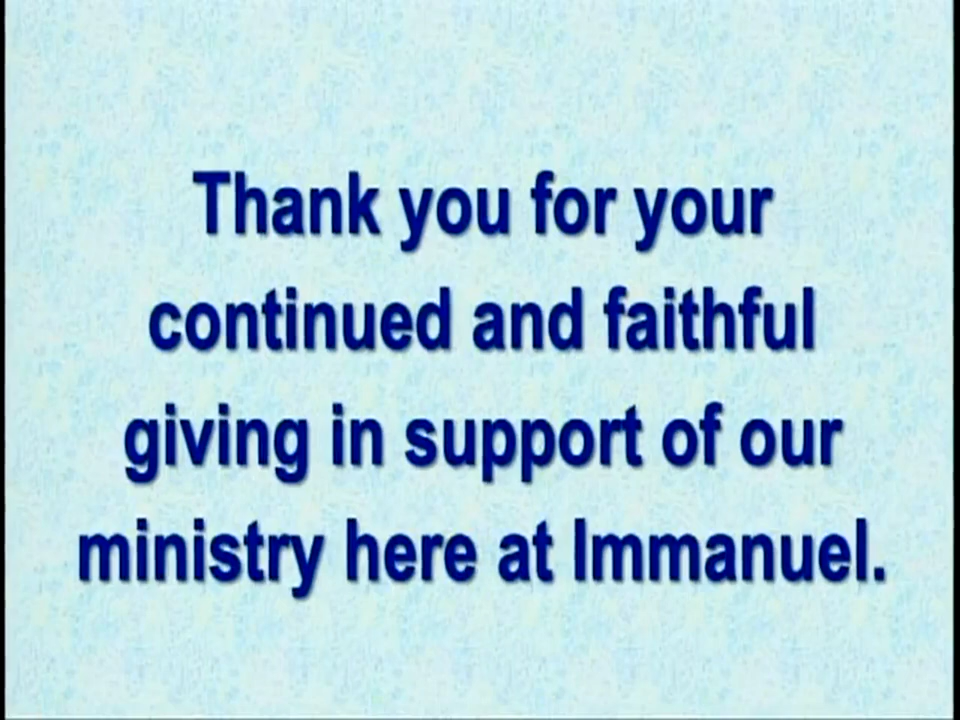 Thank you for your
continued and faithful
giving in support of our
ministry here at Immanuel.